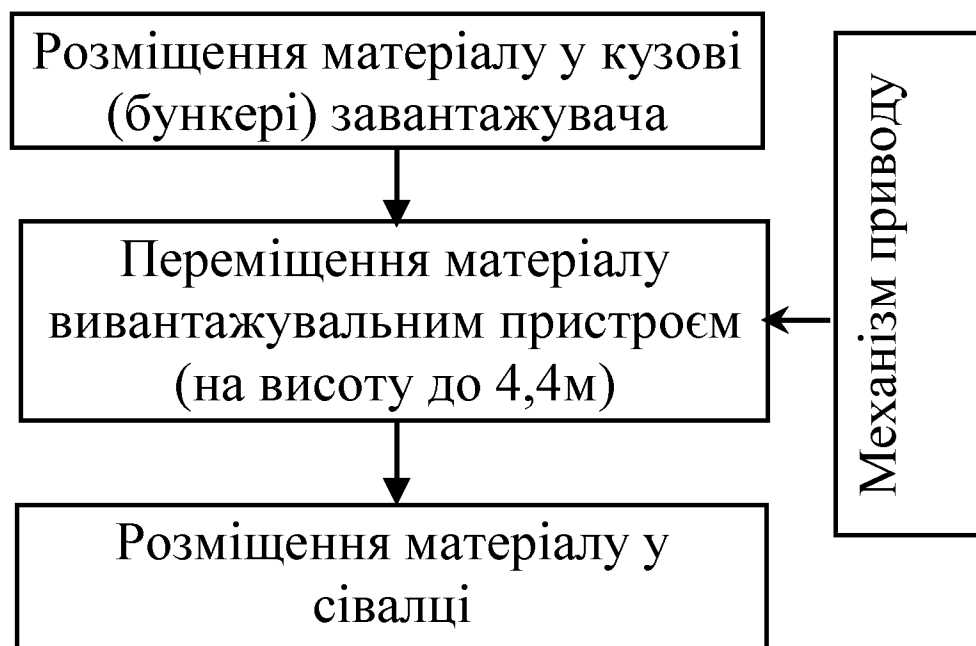 Розміщення матеріалу у кузові
(бункері) завантажувача
Переміщення матеріалу
вивантажувальним пристроєм
(на висоту до 4,4м)
Розміщення матеріалу у
сівалці
Механізм приводу